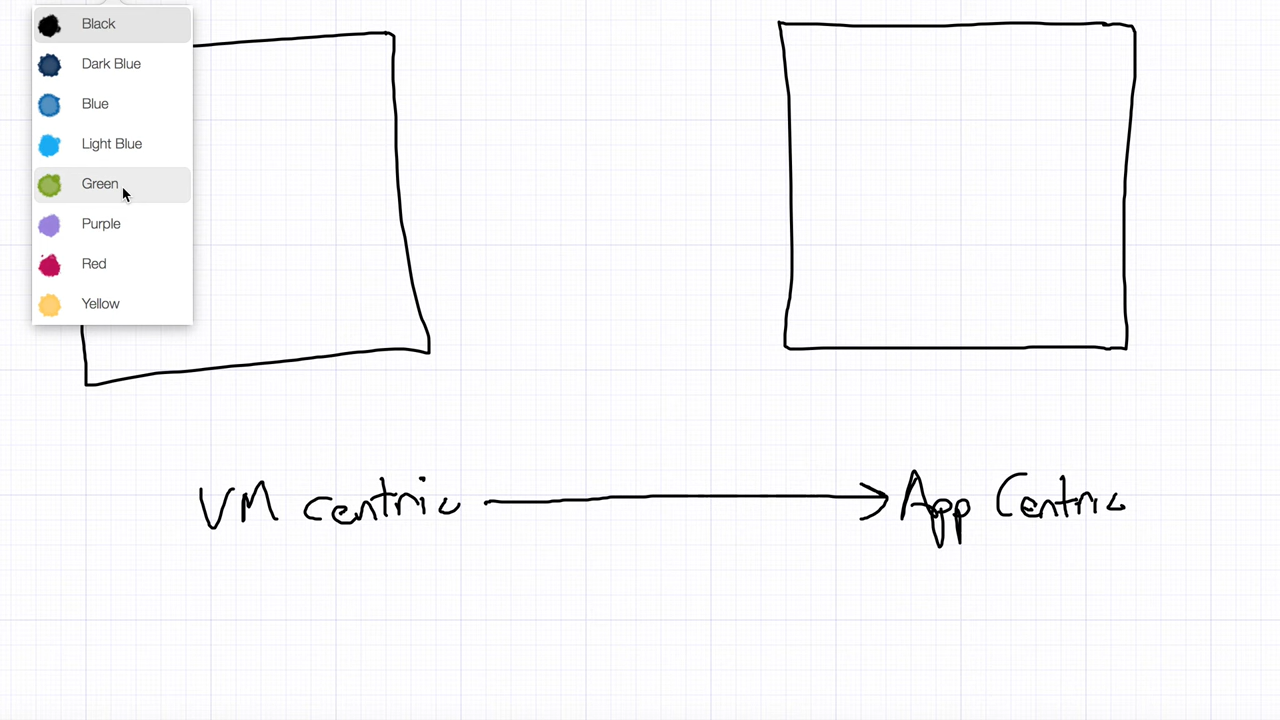 Black
Dark Blue
Blue
Light Blue
Green
Purple
Red
Yellow
VM centric
App Centric